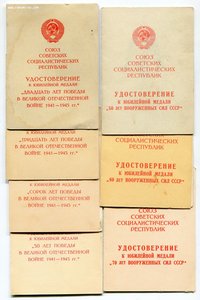 СОЮЗ
СОВЕТСКИХ
СОЦИАЛИСТИЧЕСКИХ
РЕСПУБЛИК
УДОСТОВЕРЕНИЕ
К ЮБИЛЕЙНОЙ МЕДАЛИ
„ДВАДЦАТЬ ЛЕТ ПОБЕДЫ
В ВЕЛИКОЙ ОТЕЧЕСТВЕННОЙ
ВОЙНЕ 1941—1945 гг."
К ЮБИЛЕЙНОЙ МЕДАЛИ
„ТРИДЦАТЬ ЛЕТ ПОБЕДЫ
В ВЕЛИКОЙ ОТЕЧЕСТВЕННОЙ
ВОЙНЕ 1941—1945 гг."
К ЮБИЛЕЙНОЙ МЕДАЛИ
„СОРОК ЛЕТ ПОБЕДЫ
В ВЕЛИКОЙ ОТЕЧЕСТВЕННОЙ
ВОЙНЕ 1941—1945 гг."
К ЮБИЛЕЙНОЙ МЕДАЛИ
„50 ЛЕТ ПОБЕДЫ
В ВЕЛИКОЙ ОТЕЧЕСТВЕННОЙ
ВОЙНЕ 1941—1945 гг."
СОЮЗ
СОВЕТСКИХ
СОЦИАЛИСТИЧЕСКИХ
РЕСПУБЛИК
УДОСТОВЕРЕНИЕ
К ЮБИЛЕЙНОЙ МЕДАЛИ
ВООРУЖЕННЫХ СИЛ СССР"
СОЦИАЛИСТИЧЕСКИХ
РЕСПУБЛИК
УДОСТОВЕРЕНИЕ
К ЮБИЛЕЙНОЙ МЕДАЛИ
„60 ЛЕТ ВООРУЖЕННЫХ СИЛ СССР"
СОЮЗ
СОВЕТСКИХ
СОЦИАЛИСТИЧЕСКИХ
РЕСПУБЛИК
УДОСТОВЕРЕНИЕ
К ЮБИЛЕЙНОЙ МЕДАЛИ
„70 ЛЕТ ВООРУЖЕННЫХ СИЛ СССР"